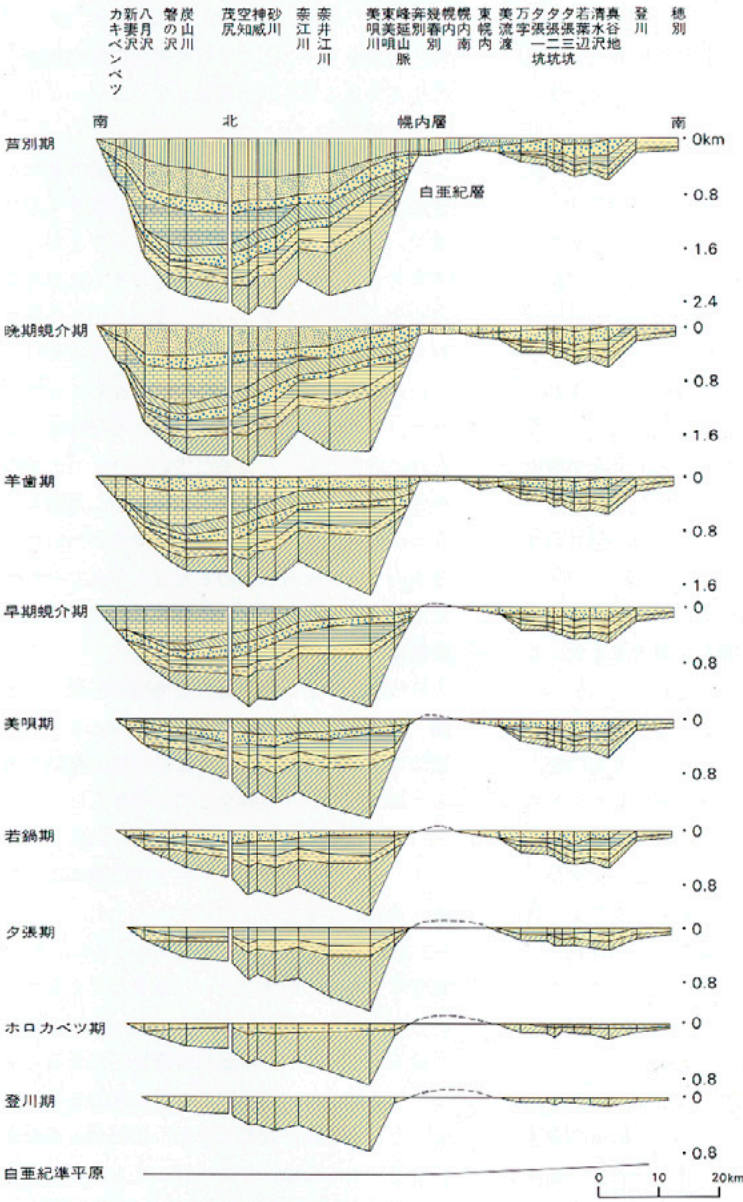 カキベンベツ
新妻沢
八月沢
磐の沢
炭山川
茂尻
空知
神威
砂川
奈江川
奈井江川
美唄川
東美唄
峰延山脈
奔別
幾春別
幌内
幌内南
東幌内
美流渡
万字
夕張一坑
夕張二坑
夕張三坑
若葉辺
清水沢
真谷地
登川
穂別
南 北 幌内層 南
芦別期 0km
白亜紀層
0.8
1.6
2.4
晩期蜆介期 0
0.8
1.6
羊歯期 0
0.8
1.6
早期蜆介期 0
0.8
美唄期 0
0.8
若鍋期 0
0.8
夕張期 0
0.8
ホロカベツ期 0
0.8
登川期 0
0.8
白亜紀準平原
0 10 20km